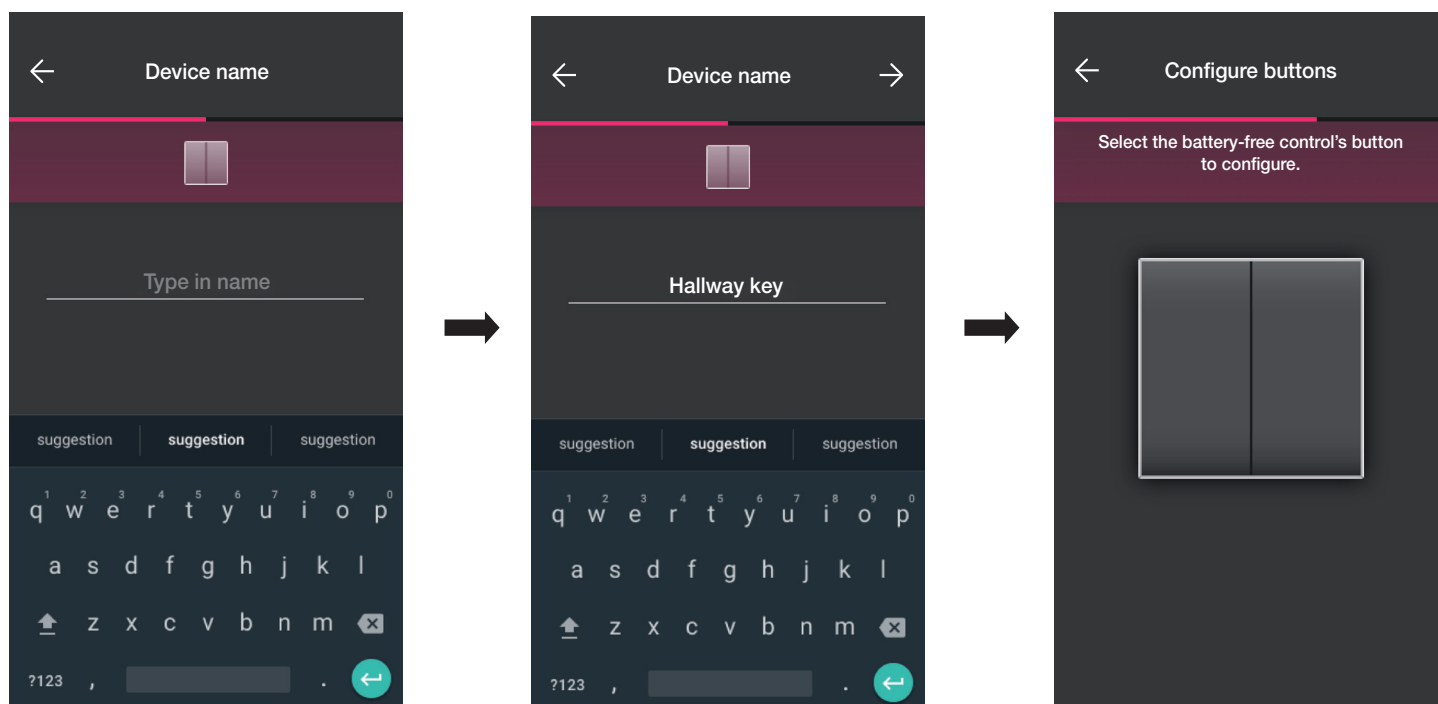 Device name
Type in name
suggestion suggestion suggestion
1 2 3 4 5 6 7 8 9 0
q w e r t y u i o p
a s d f g h j k l
z x c v b n m
?123 , .
Device name
Hallway key
suggestion suggestion suggestion
1 2 3 4 5 6 7 8 9 0
q w e r t y u i o p
a s d f g h j k l
z x c v b n m
?123 , .
Configure buttons
Select the battery-free control's button
to configure.